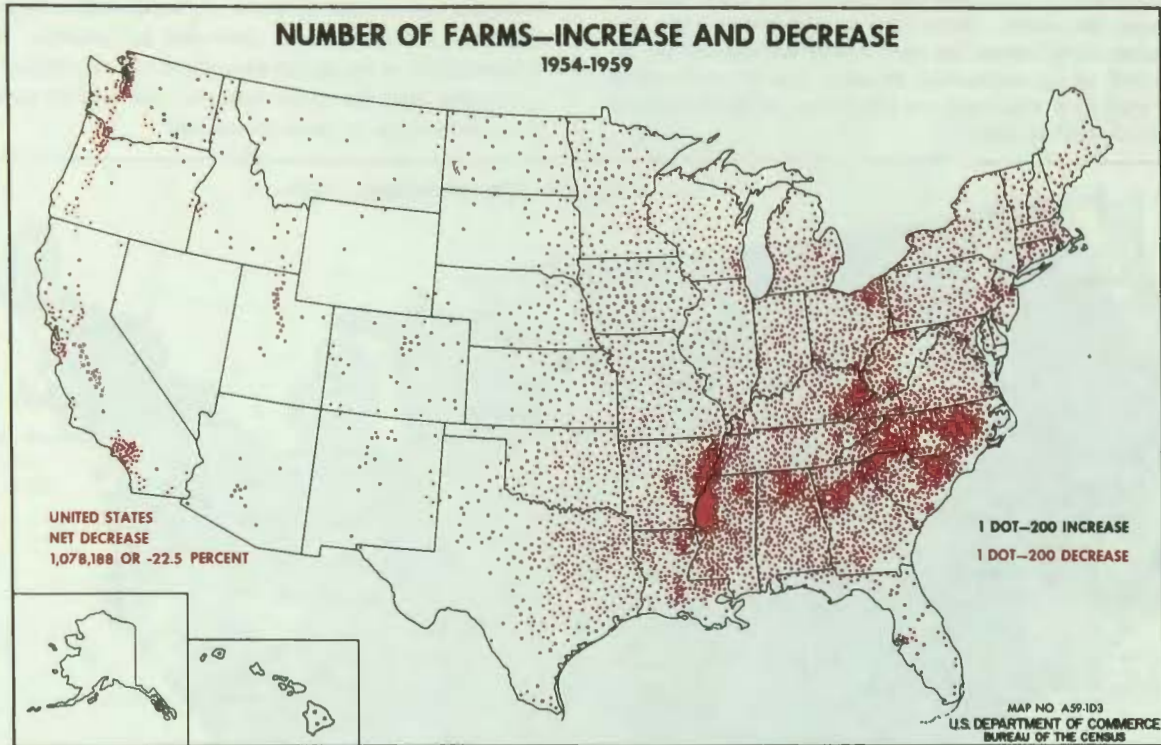 NUMBER OF FARMS—INCREASE AND DECREASE
1954-1959
UNITED STATES
NET DECREASE
1,078,188 OR -22.5 PERCENT
1 DOT—200 INCREASE
1 DOT—200 DECREASE
MAP NO A59-1D3
U.S. DEPARTMENT OF COMMERCE
BUREAU OF THE CENSUS